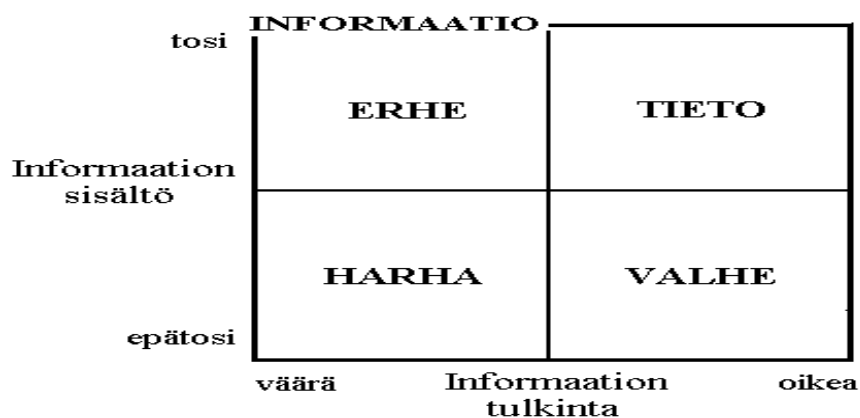 INFORMAATIO
tosi
ERHE TIETO
Informaation
sisältö
HARHA VALHE
epätosi
väärä Informaation oikea
tulkinta